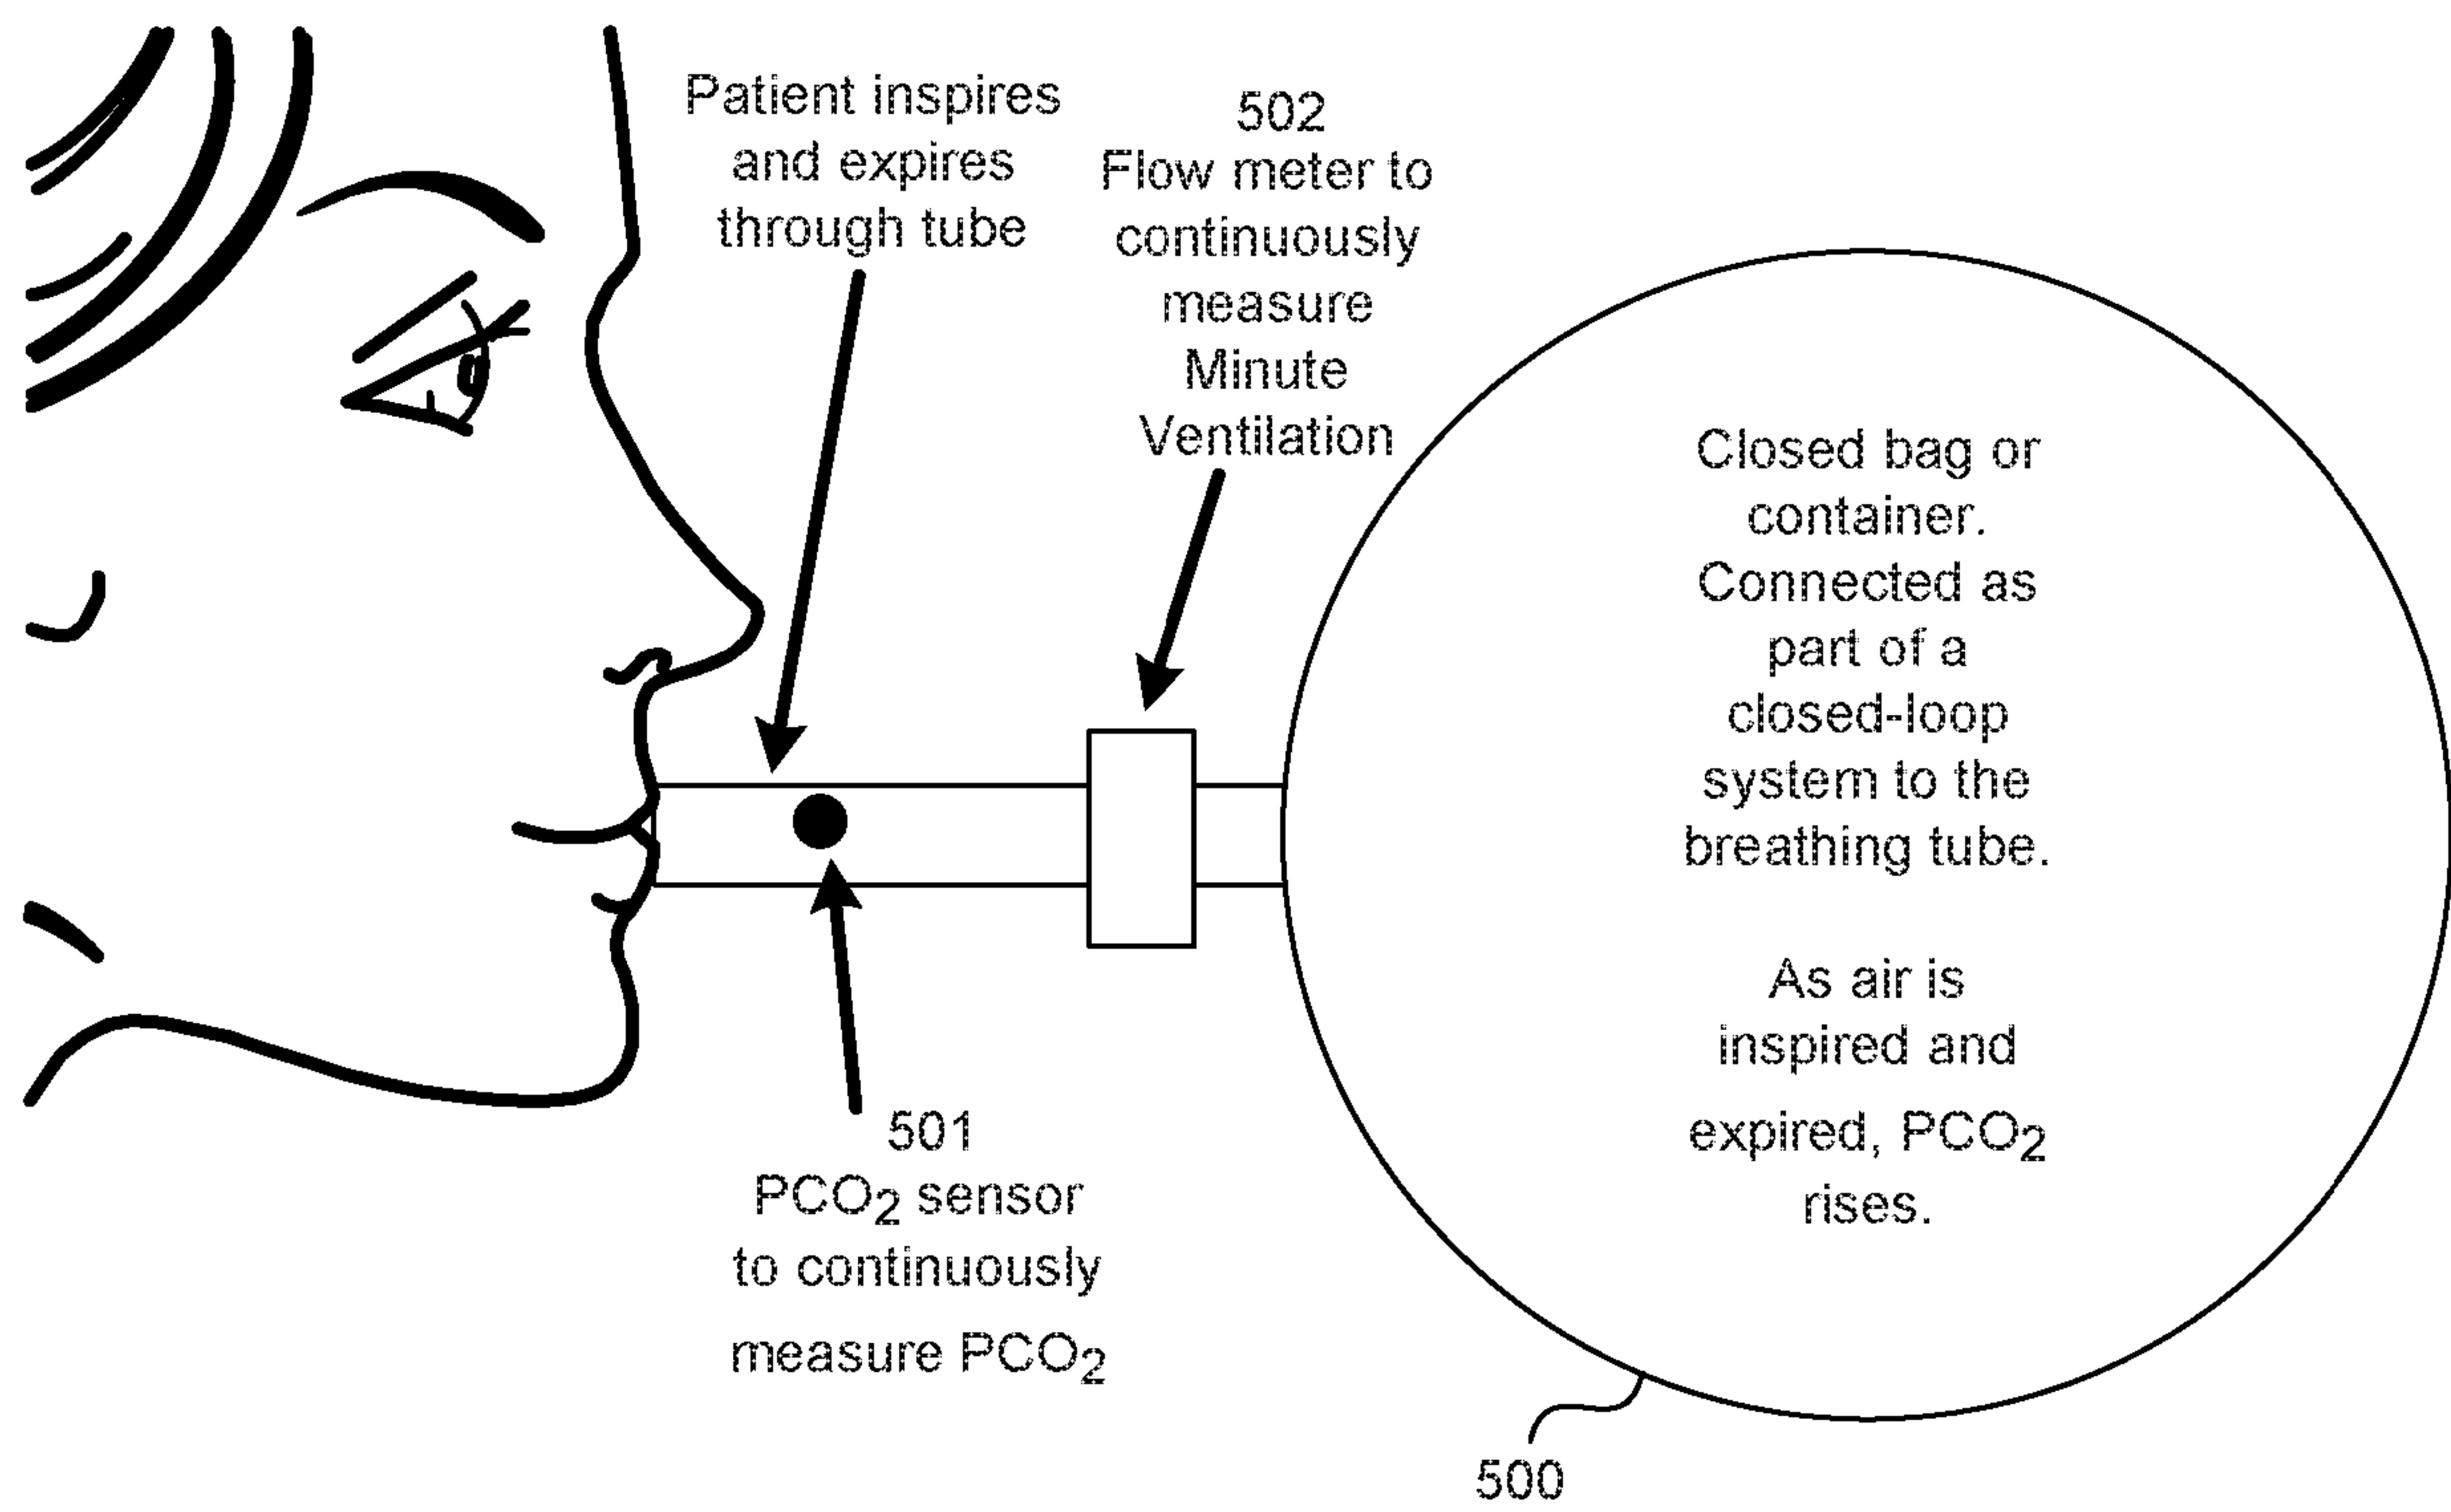 Patient inspires
and expires
through tube
502
Flow meter to
continuously
measure
Minute
Ventilation
Closed bag or
container.
Connected as
part of a
closed-loop
system to the
breathing tube.
As air is
inspired and
expired, PCO₂
rises.
501
PCO₂ sensor
to continuously
measure PCO₂
500